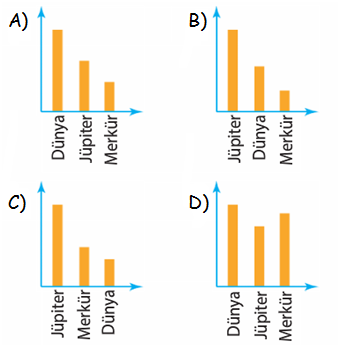 A)
Dünya
Jüpiter
Merkür
B)
Jüpiter
Dünya
Merkür
C)
Jüpiter
Merkür
Dünya
D)
Dünya
Jüpiter
Merkür